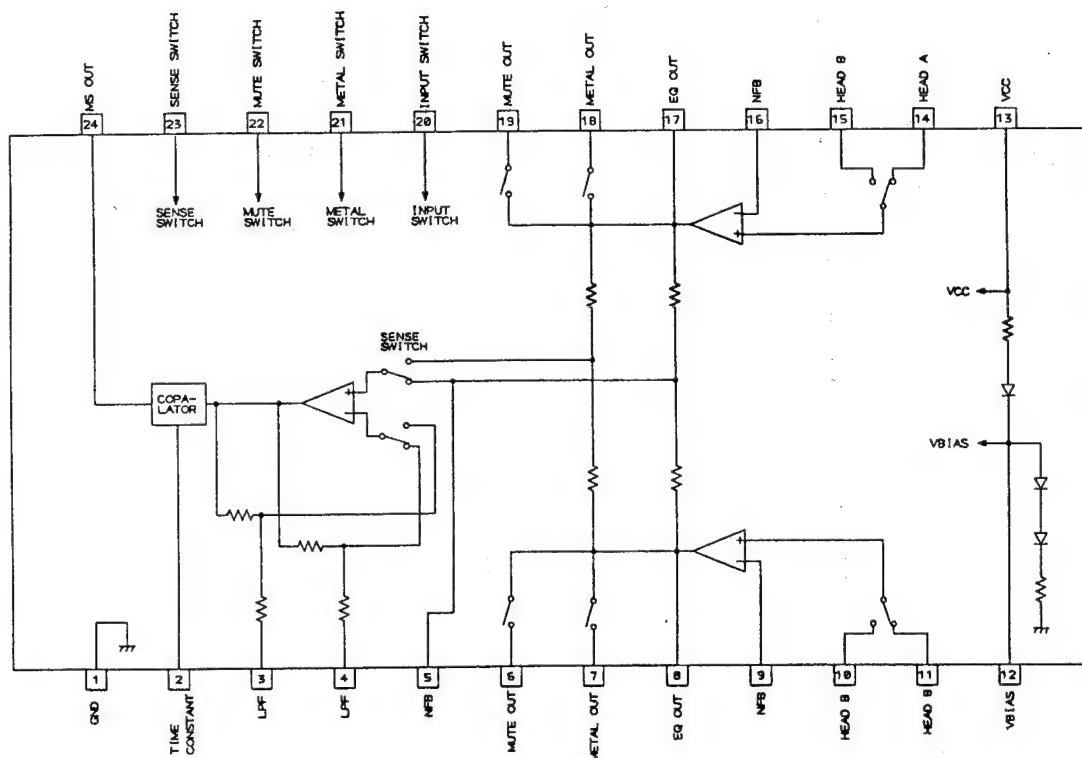 MS OUT
SENSE SWITCH
MUTE SWITCH
METAL SWITCH
INPUT SWITCH
MUTE OUT
METAL OUT
EQ OUT
NFB
HEAD B
HEAD A
VCC
24
23
22
21
20
19
18
17
16
15
14
13
SENSE
SWITCH
MUTE
SWITCH
METAL
SWITCH
INPUT
SWITCH
VCC
SENSE
SWITCH
COPA-
LATOR
VBIAS
1
2
3
4
5
6
7
8
9
10
11
12
GND
TIME
CONSTANT
LPF
LPF
NFB
MUTE OUT
METAL OUT
EQ OUT
NFB
HEAD B
HEAD B
VBIAS